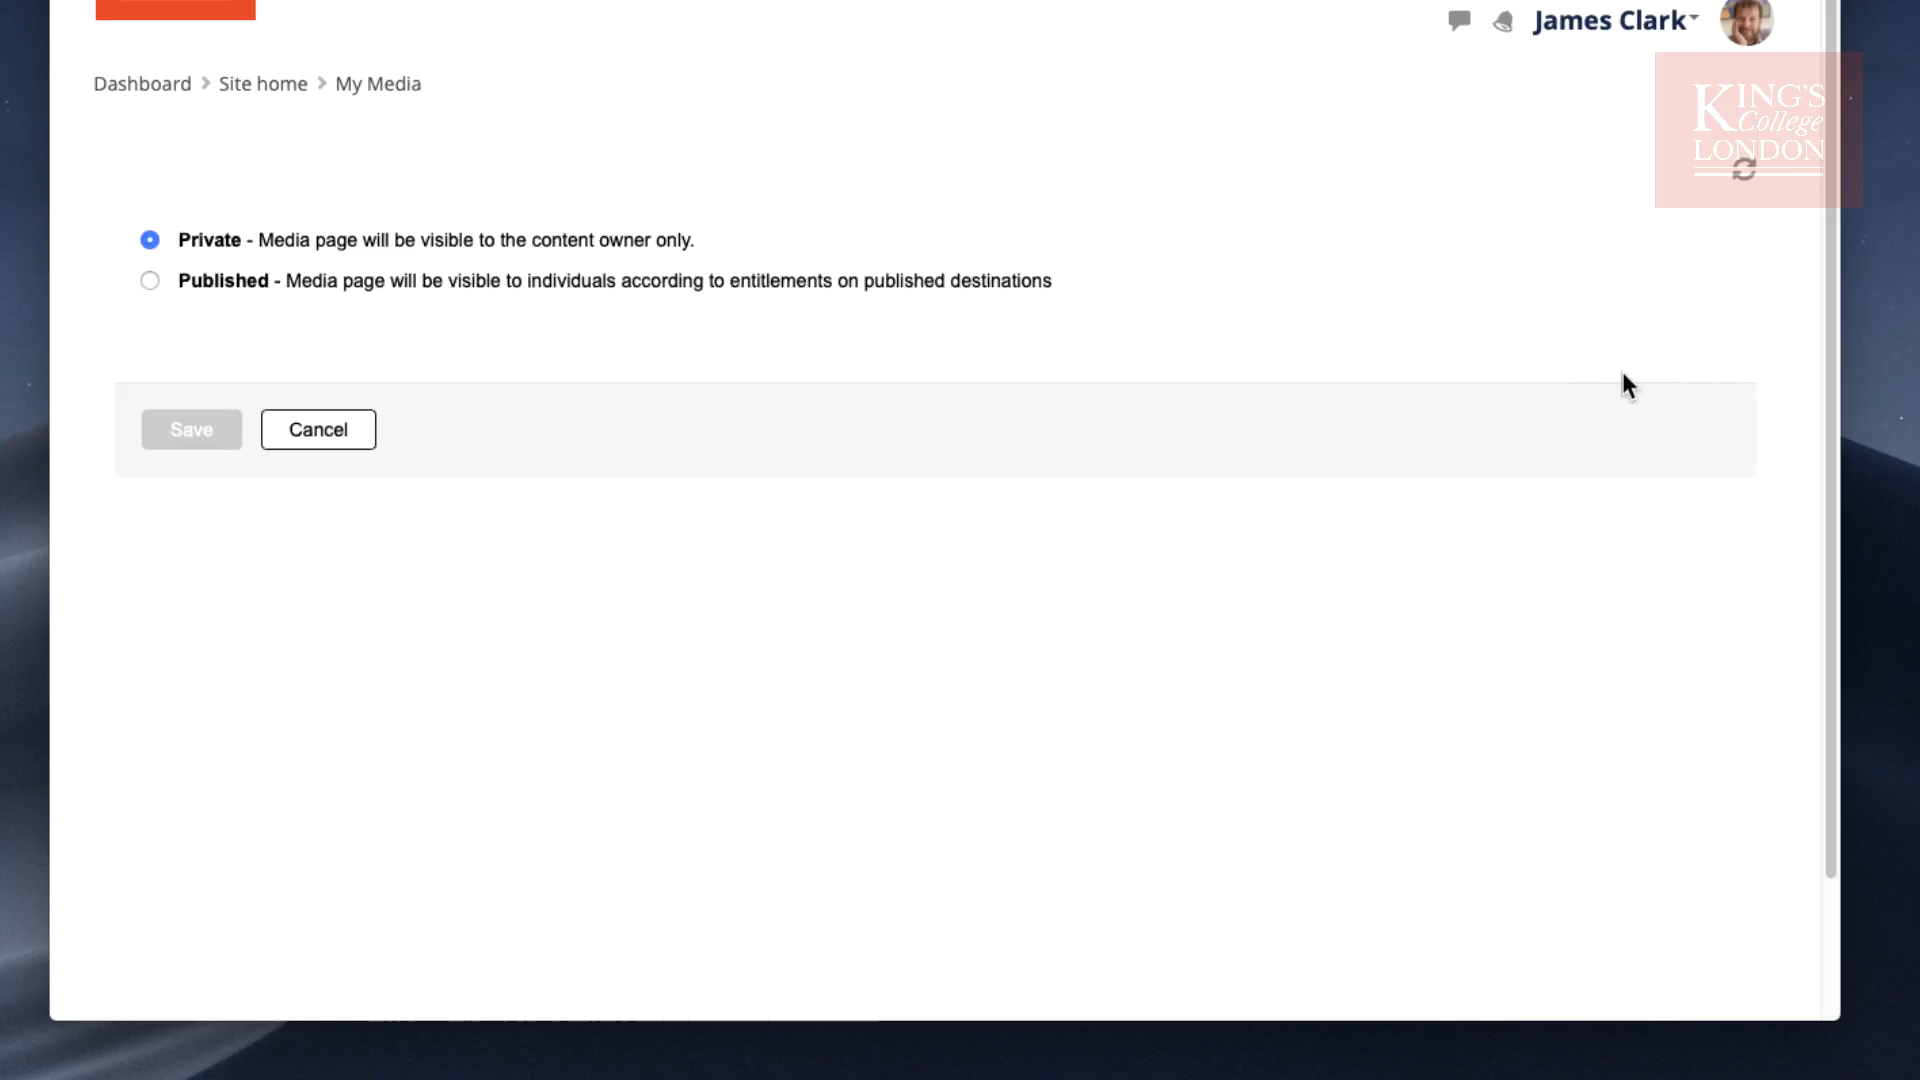 James Clark
Dashboard > Site home > My Media
KING'S
College
LONDON
Private - Media page will be visible to the content owner only.
Published - Media page will be visible to individuals according to entitlements on published destinations
Save Cancel